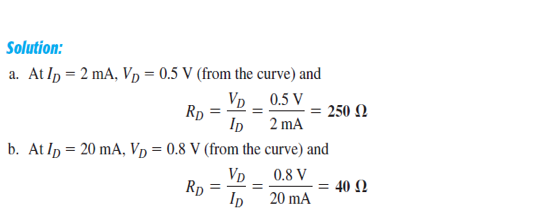 Solution:
a. At I_D = 2 mA, V_D = 0.5 V (from the curve) and
R_D = V_D / I_D = 0.5 V / 2 mA = 250 Ω
b. At I_D = 20 mA, V_D = 0.8 V (from the curve) and
R_D = V_D / I_D = 0.8 V / 20 mA = 40 Ω